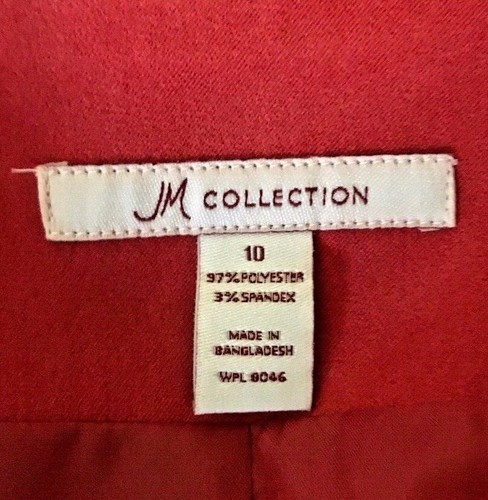 JM COLLECTION
10
97%POLYESTER
3%SPANDEX
MADE IN
BANGLADESH
WPL 8046